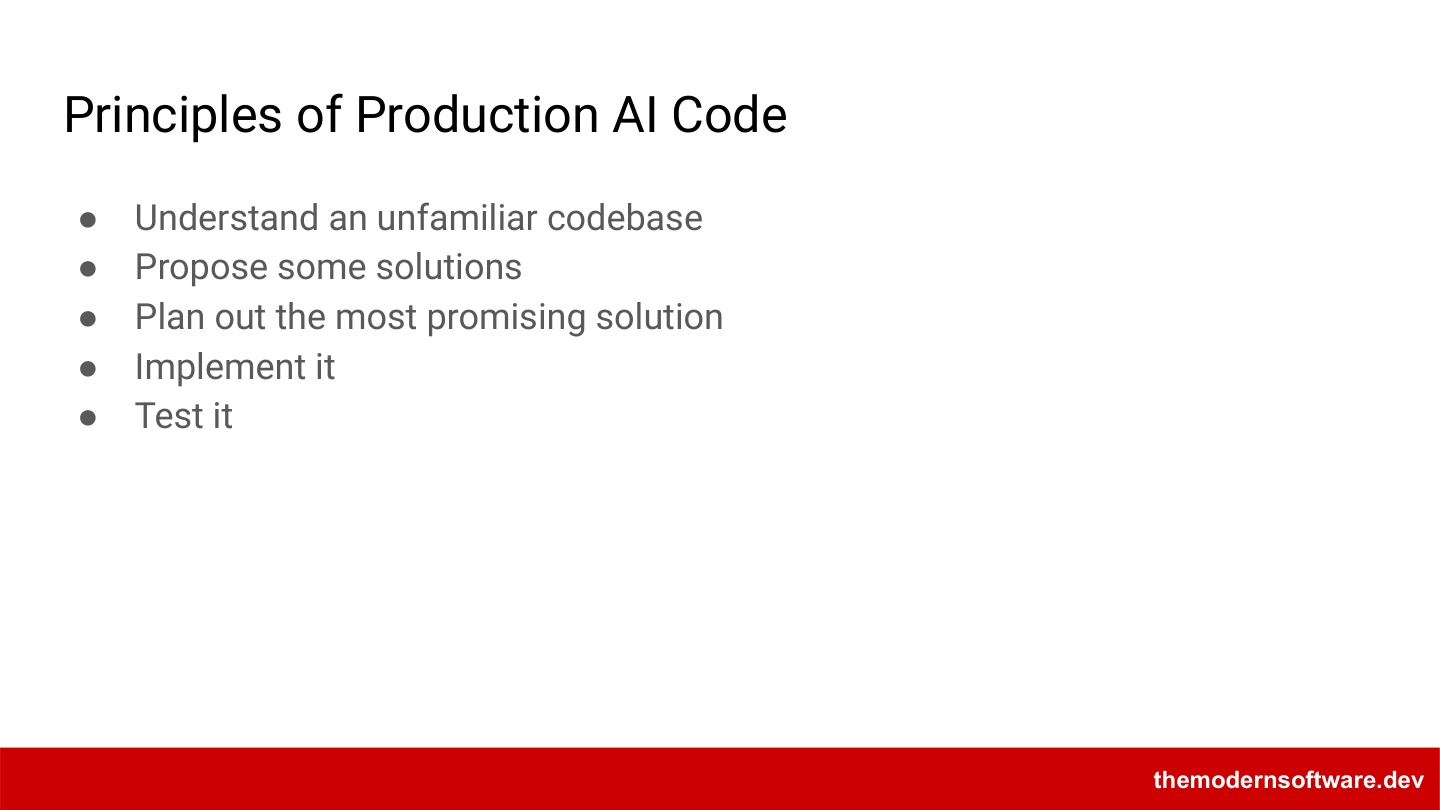 Principles of Production AI Code
● Understand an unfamiliar codebase
● Propose some solutions
● Plan out the most promising solution
● Implement it
● Test it
themodernsoftware.dev